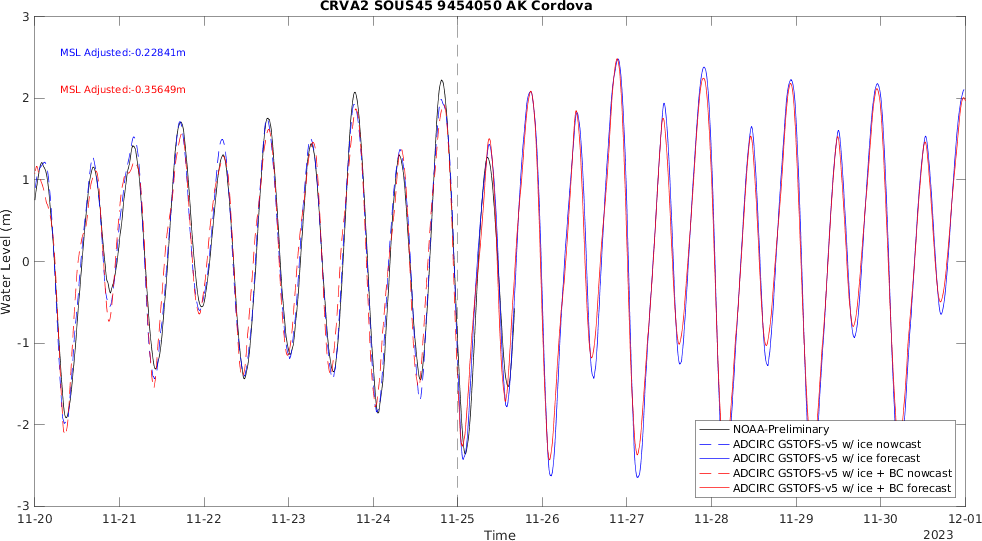 CRVA2 SOUS45 9454050 AK Cordova
MSL Adjusted:-0.22841m
MSL Adjusted:-0.35649m
3
2
1
0
-1
-2
-3
Water Level (m)
NOAA-Preliminary
ADCIRC GSTOFS-v5 w/ ice nowcast
ADCIRC GSTOFS-v5 w/ ice forecast
ADCIRC GSTOFS-v5 w/ ice + BC nowcast
ADCIRC GSTOFS-v5 w/ ice + BC forecast
11-20 11-21 11-22 11-23 11-24 11-25 11-26 11-27 11-28 11-29 11-30 12-01
Time
2023